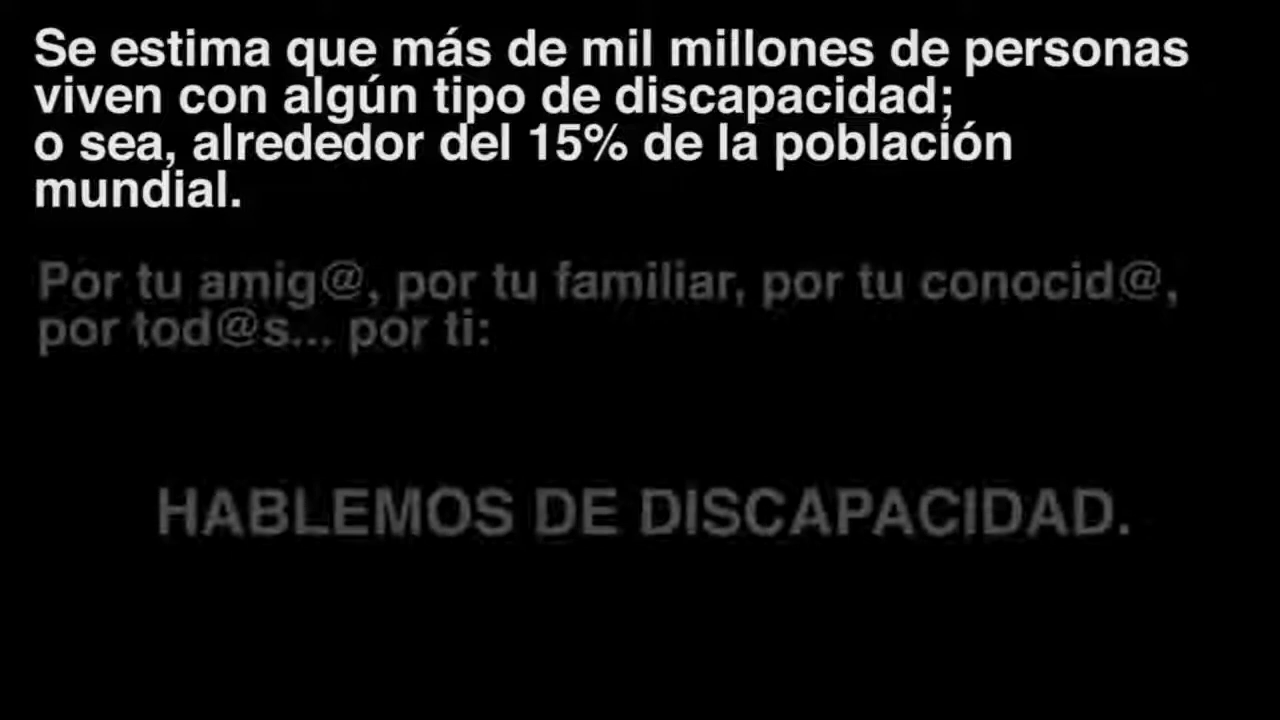 Se estima que más de mil millones de personas
viven con algún tipo de discapacidad;
o sea, alrededor del 15% de la población
mundial.
Por tu amig@, por tu familiar, por tu conocid@,
por tod@s... por ti:
HABLEMOS DE DISCAPACIDAD.